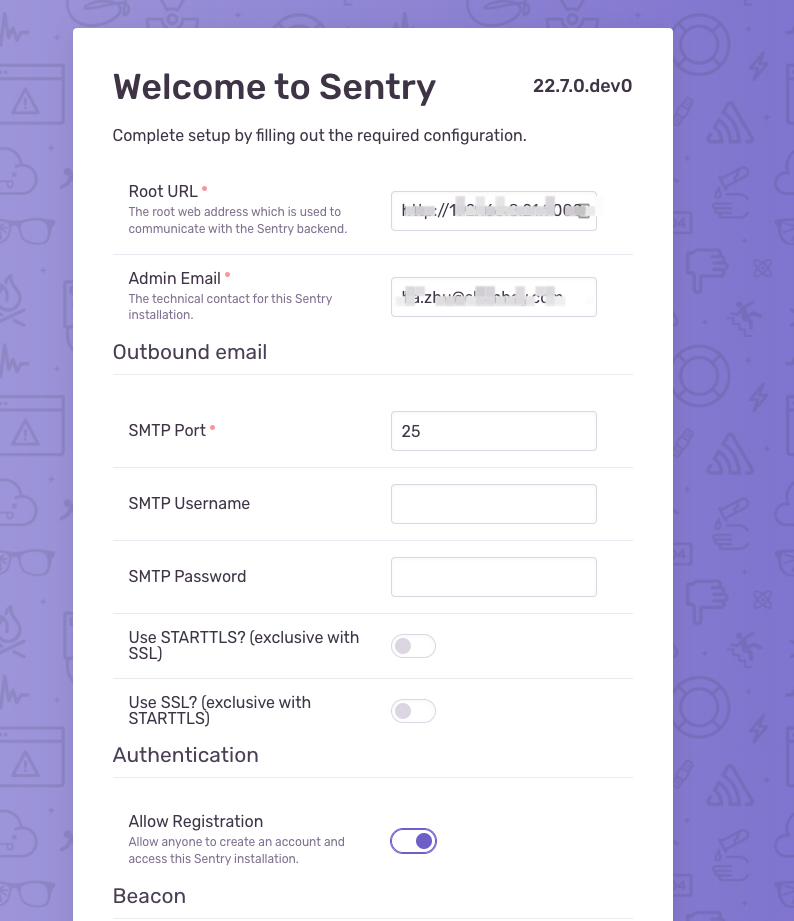 Welcome to Sentry
22.7.0.dev0
Complete setup by filling out the required configuration.
Root URL *
The root web address which is used to
communicate with the Sentry backend.
Admin Email *
The technical contact for this Sentry
installation.
Outbound email
SMTP Port *
25
SMTP Username
SMTP Password
Use STARTTLS? (exclusive with
SSL)
Use SSL? (exclusive with
STARTTLS)
Authentication
Allow Registration
Allow anyone to create an account and
access this Sentry installation.
Beacon